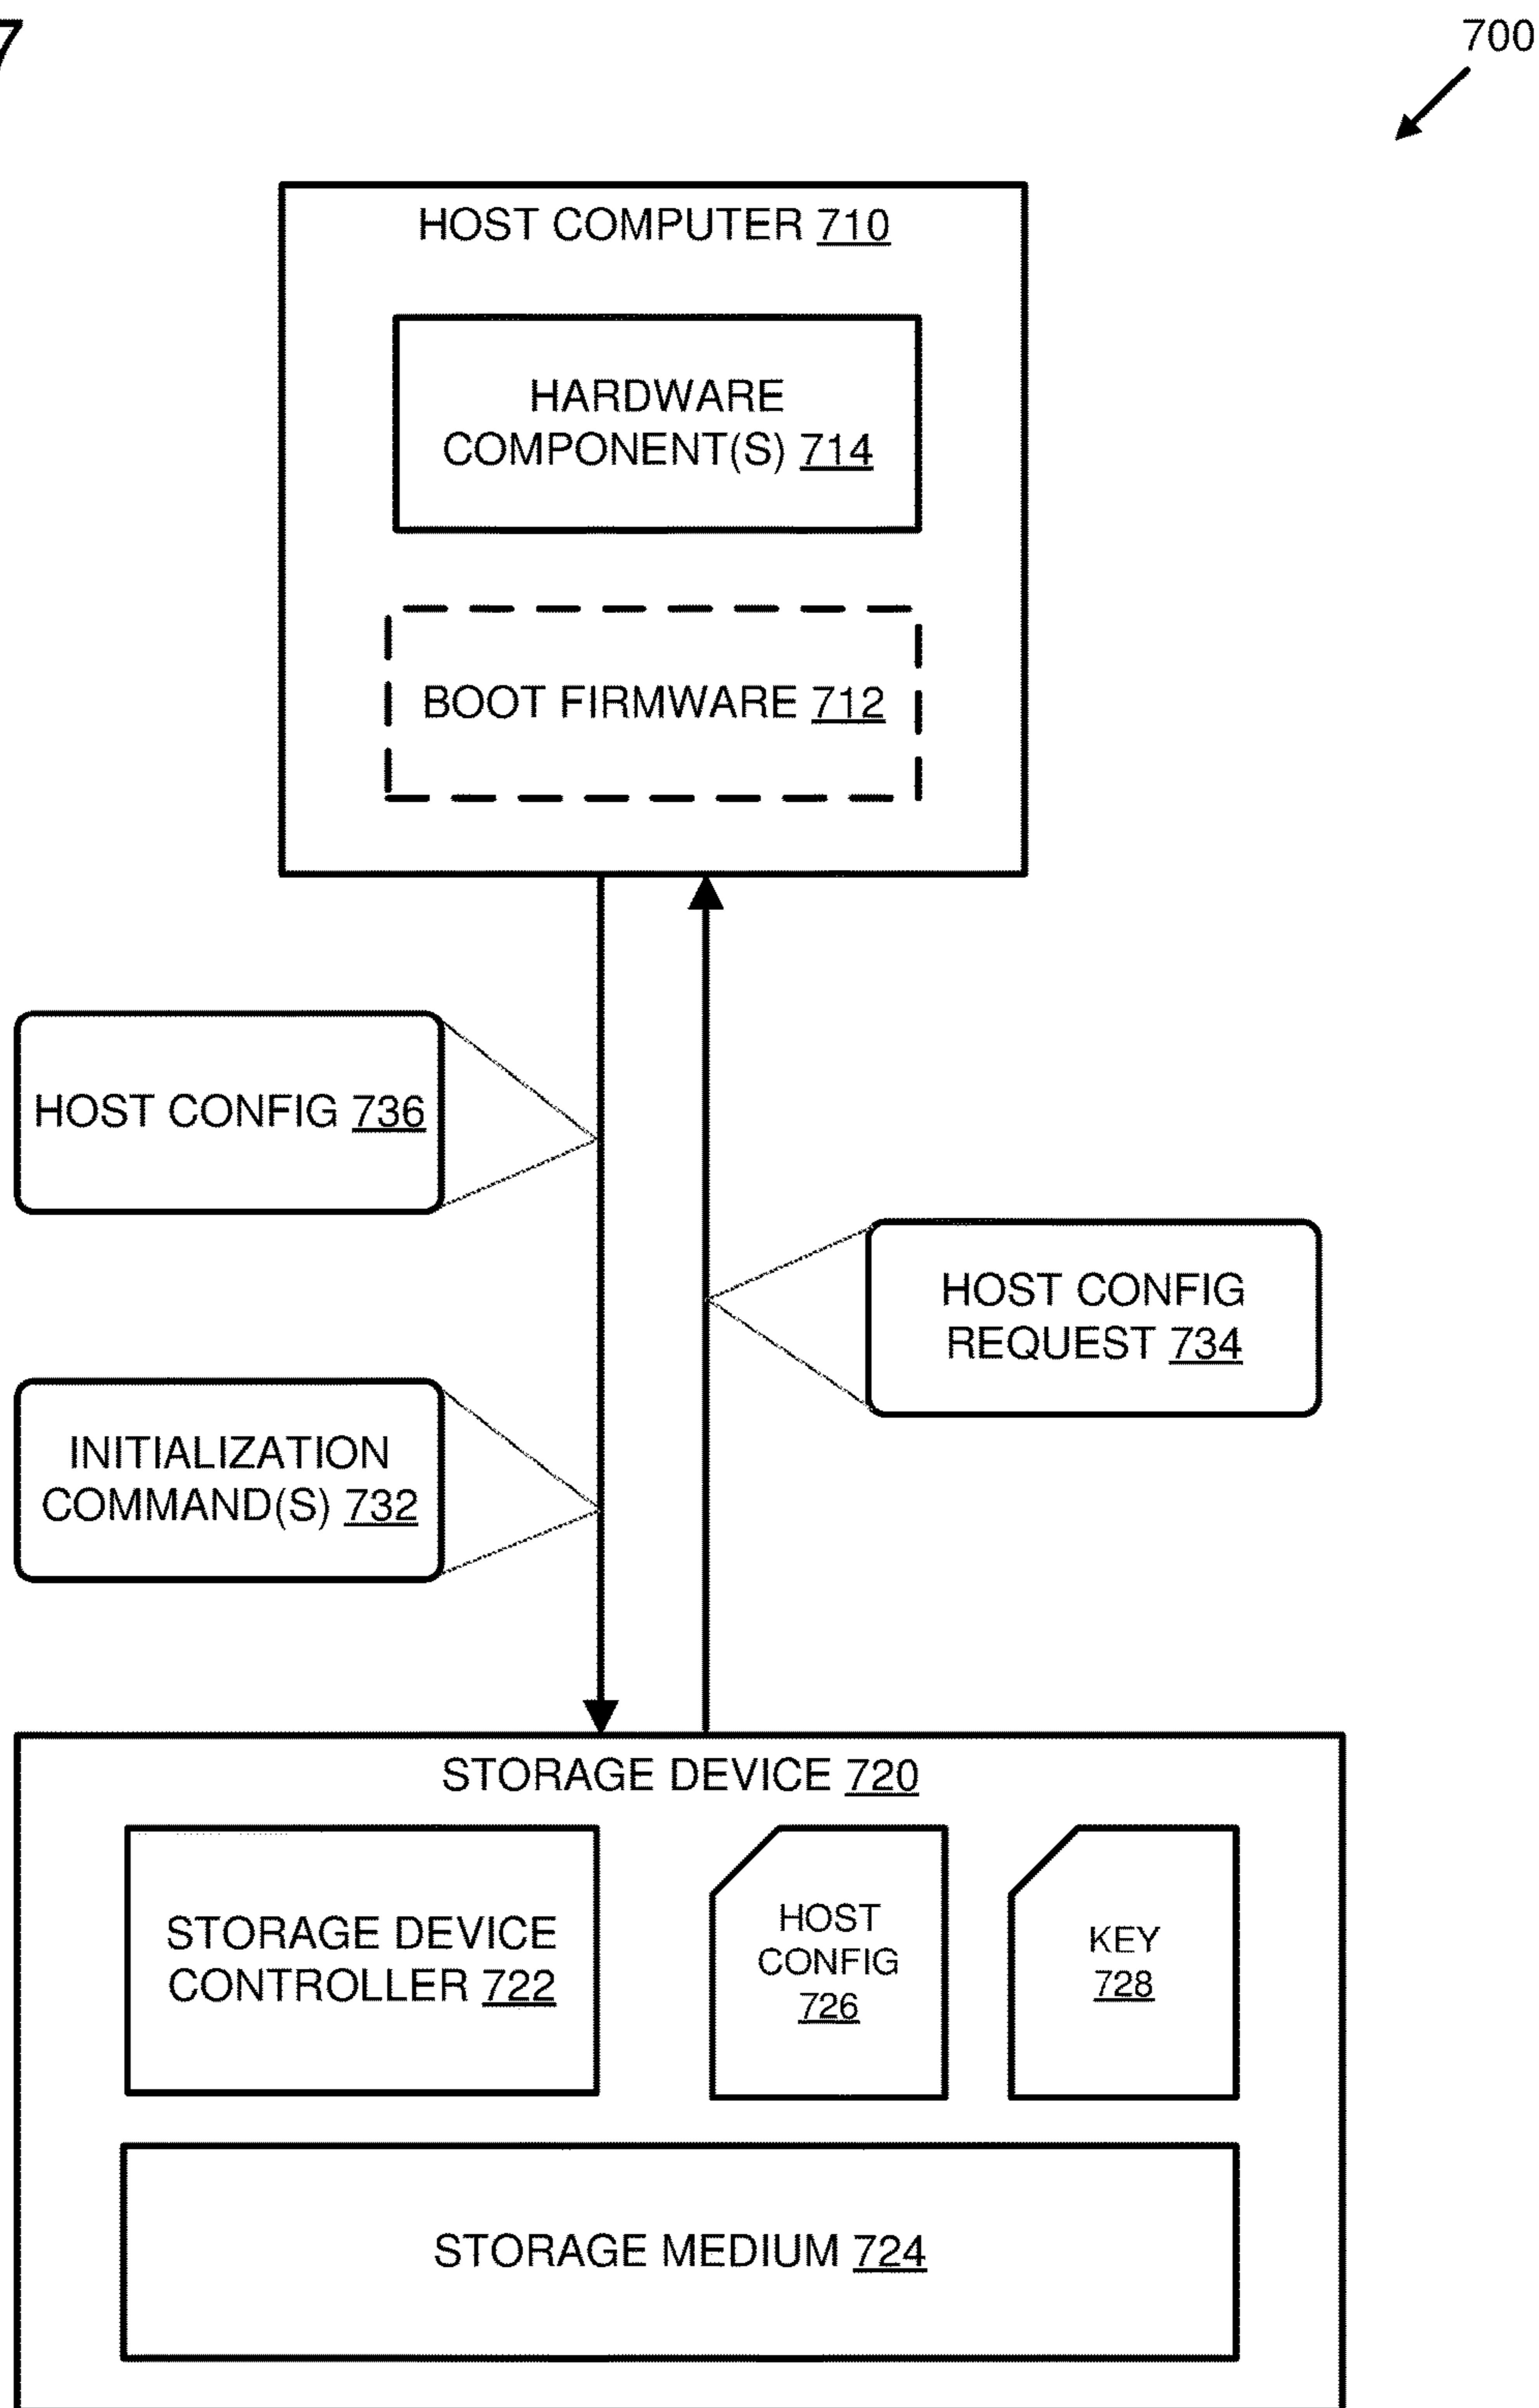 7
700
HOST COMPUTER 710
HARDWARE
COMPONENT(S) 714
BOOT FIRMWARE 712
HOST CONFIG 736
HOST CONFIG
REQUEST 734
INITIALIZATION
COMMAND(S) 732
STORAGE DEVICE 720
STORAGE DEVICE
CONTROLLER 722
HOST
CONFIG
726
KEY
728
STORAGE MEDIUM 724